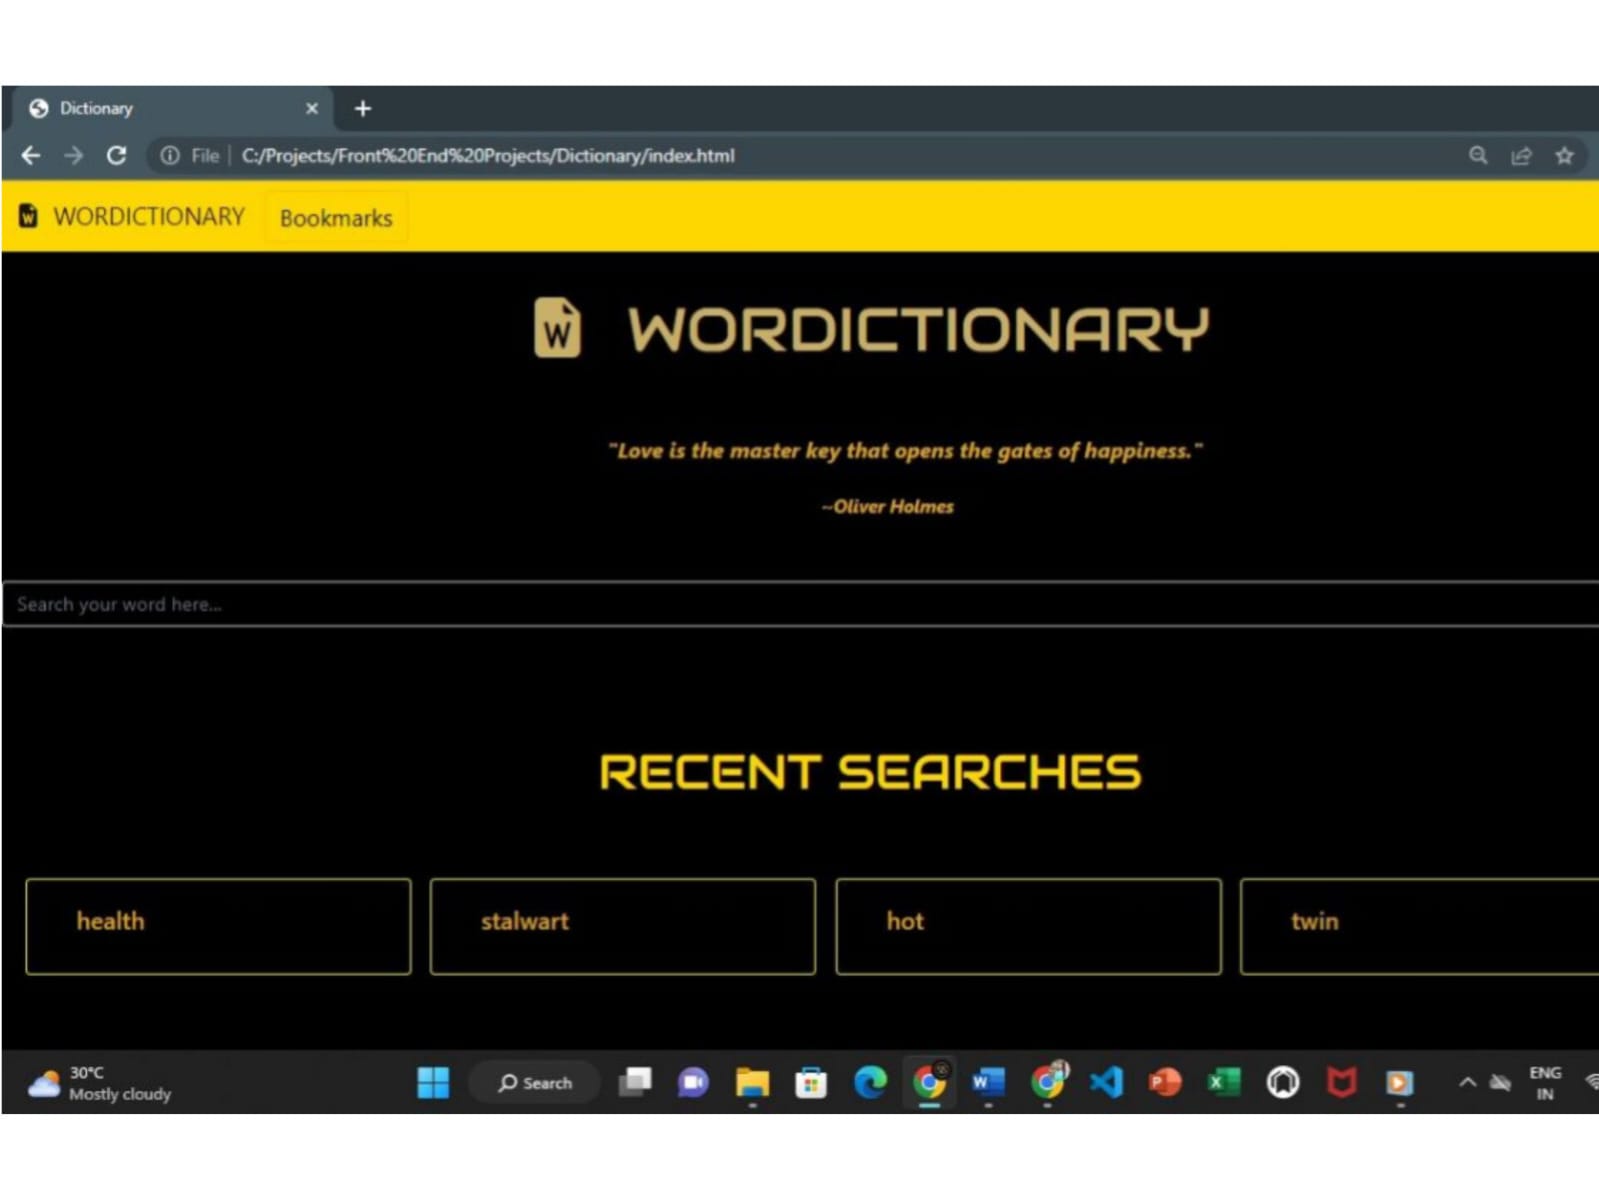 Dictionary
File C:/Projects/Front%20End%20Projects/Dictionary/index.html
W WORDICTIONARY Bookmarks
W WORDICTIONARY
"Love is the master key that opens the gates of happiness."
~Oliver Holmes
Search your word here...
RECENT SEARCHES
health stalwart hot twin
30°C
Mostly cloudy
Search
ENG
IN